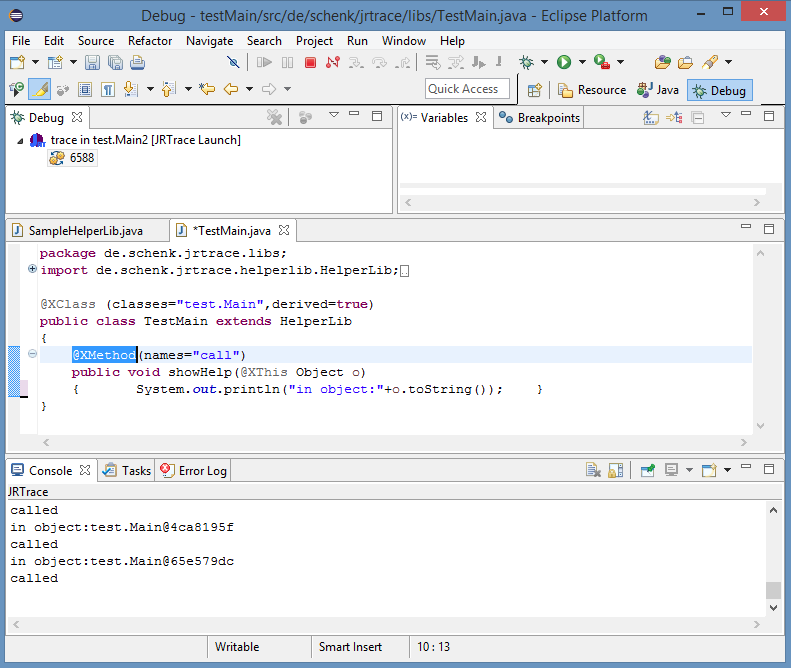 Debug - testMain/src/de/schenk/jrtrace/libs/TestMain.java - Eclipse Platform
File Edit Source Refactor Navigate Search Project Run Window Help
Quick Access Resource Java Debug
Debug
(x)= Variables Breakpoints
trace in test.Main2 [JRTrace Launch]
6588
SampleHelperLib.java *TestMain.java
package de.schenk.jrtrace.libs;
import de.schenk.jrtrace.helperlib.HelperLib;
@XClass (classes="test.Main",derived=true)
public class TestMain extends HelperLib
{
@XMethod(names="call")
public void showHelp(@XThis Object o)
{ System.out.println("in object:"+o.toString()); }
}
Console Tasks Error Log
JRTrace
called
in object:test.Main@4ca8195f
called
in object:test.Main@65e579dc
called
Writable Smart Insert 10 : 13